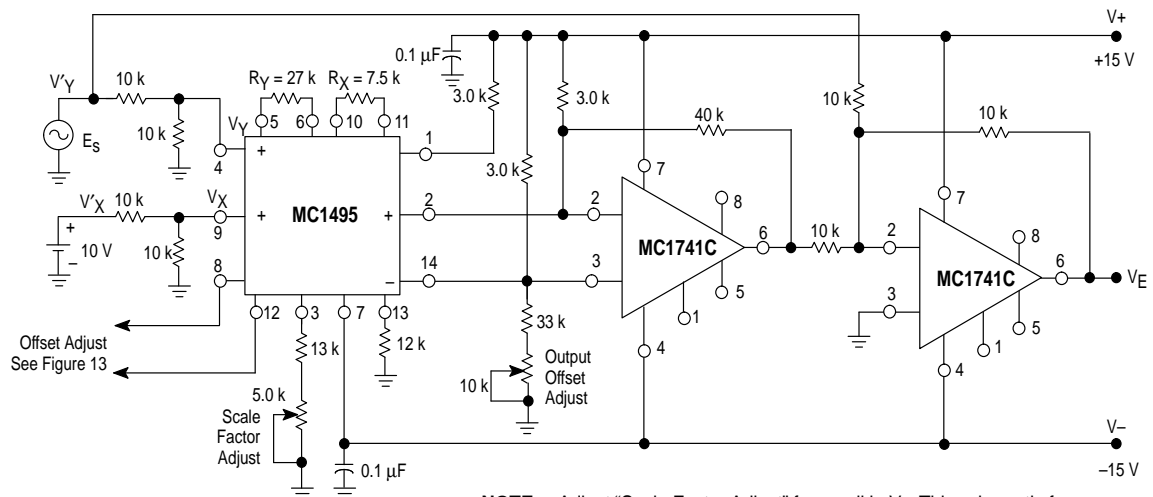 V+
+15 V
0.1 µF
V'Y
10 k
RY = 27 k
RX = 7.5 k
3.0 k
3.0 k
40 k
10 k
10 k
10 k
VY
5
6
10
11
1
3.0 k
ES
4
+
7
7
V'X
10 k
VX
+
MC1495
+
2
2
8
MC1741C
6
10 k
2
8
MC1741C
6
VE
9
10 k
10 V
+
–
8
–
14
3
5
1
4
3
5
1
4
12
3
7
13
Offset Adjust
See Figure 13
13 k
12 k
33 k
10 k
Output
Offset
Adjust
5.0 k
Scale
Factor
Adjust
0.1 µF
V–
–15 V